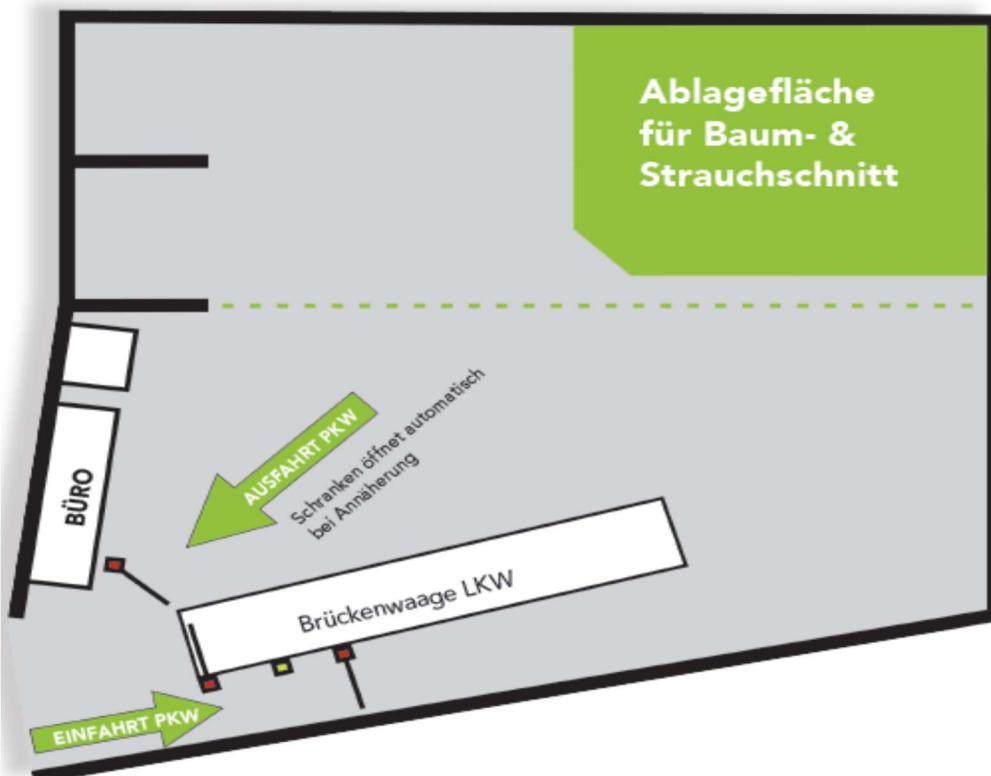 Ablagefläche
für Baum- &
Strauchschnitt
BÜRO
AUSFAHRT PKW
Schranken öffnet automatisch
bei Annäherung
Brückenwaage LKW
EINFAHRT PKW